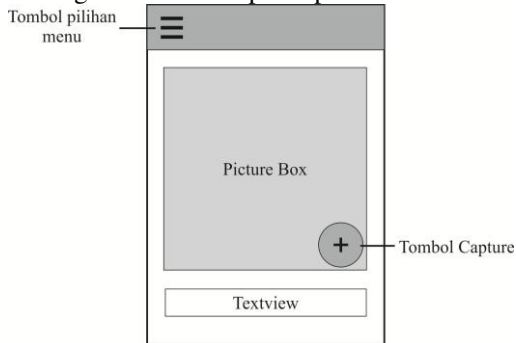 Tombol pilihan
menu
Picture Box
+
Tombol Capture
Textview